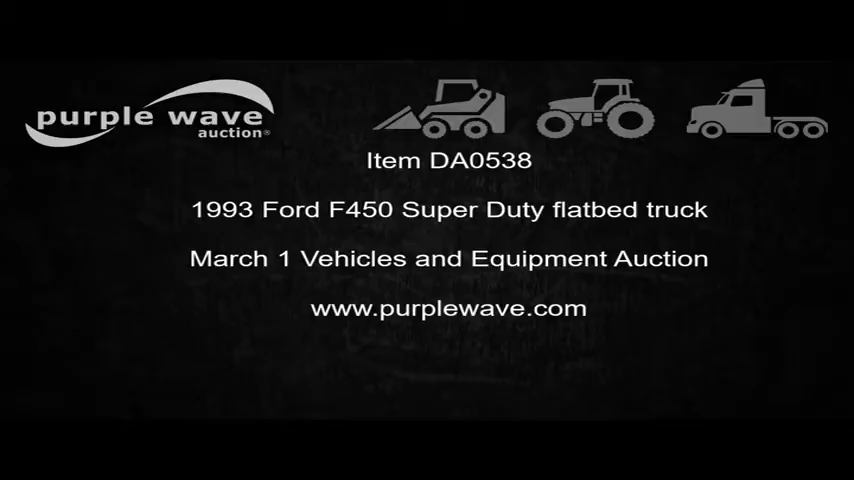 purple wave
auction®
Item DA0538
1993 Ford F450 Super Duty flatbed truck
March 1 Vehicles and Equipment Auction
www.purplewave.com